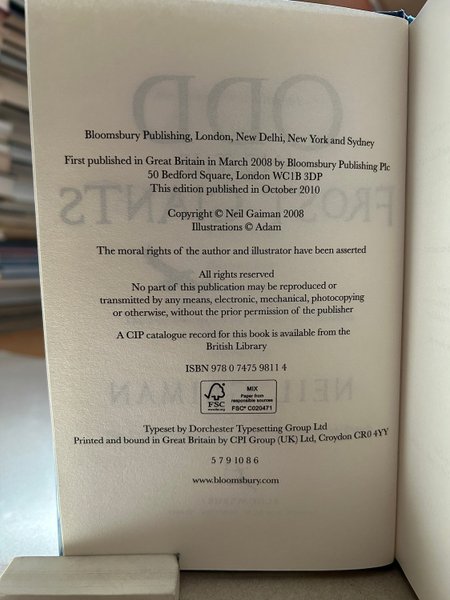 Bloomsbury Publishing, London, New Delhi, New York and Sydney
First published in Great Britain in March 2008 by Bloomsbury Publishing Plc
50 Bedford Square, London WC1B 3DP
This edition published in October 2010
Copyright © Neil Gaiman 2008
Illustrations © Adam
The moral rights of the author and illustrator have been asserted
All rights reserved
No part of this publication may be reproduced or
transmitted by any means, electronic, mechanical, photocopying
or otherwise, without the prior permission of the publisher
A CIP catalogue record for this book is available from the
British Library
ISBN 978 0 7475 9811 4
FSC
MIX
Paper from
responsible sources
FSC® C020471
Typeset by Dorchester Typesetting Group Ltd
Printed and bound in Great Britain by CPI Group (UK) Ltd, Croydon CR0 4YY
5 7 9 10 8 6
www.bloomsbury.com